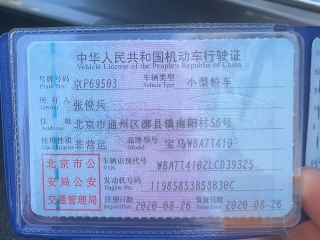 中华人民共和国机动车行驶证
Vehicle License of the People's Republic of China
号牌号码 京P69503 车辆类型 小型轿车
Plate No. Vehicle Type
所有人 张俊兵
Owner
住址 北京市通州区漷县镇南阳村56号
Address
使用性质 非营运 品牌型号 宝马WBA7T410
Use Character Model
北京市公 车辆识别代号 WBA7T4102LCD39325
VIN
安局公安 发动机号码 11985853B58B30C
Engine No.
交通管理局 注册日期 2020-08-26 发证日期 2020-08-26
Register Date Issue Date